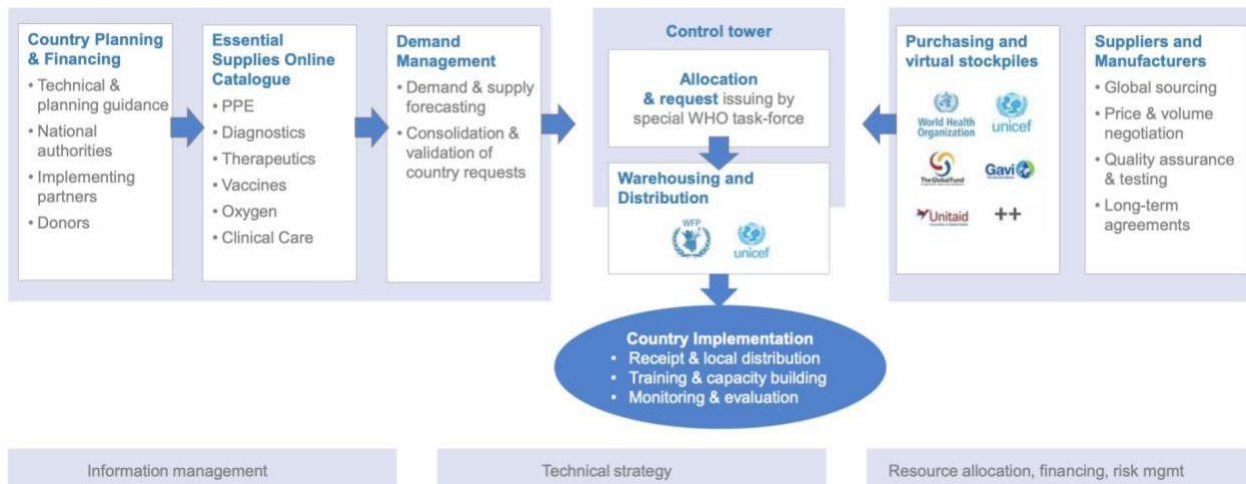 Country Planning
& Financing
• Technical &
planning guidance
• National
authorities
• Implementing
partners
• Donors
Essential
Supplies Online
Catalogue
• PPE
• Diagnostics
• Therapeutics
• Vaccines
• Oxygen
• Clinical Care
Demand
Management
• Demand & supply
forecasting
• Consolidation &
validation of
country requests
Control tower
Allocation
& request issuing by
special WHO task-force
Warehousing and
Distribution
WFP
unicef
Purchasing and
virtual stockpiles
World Health
Organization
unicef
The Global Fund
Gavi
Unitaid
++
Suppliers and
Manufacturers
• Global sourcing
• Price & volume
negotiation
• Quality assurance
& testing
• Long-term
agreements
Country Implementation
• Receipt & local distribution
• Training & capacity building
• Monitoring & evaluation
Information management
Technical strategy
Resource allocation, financing, risk mgmt